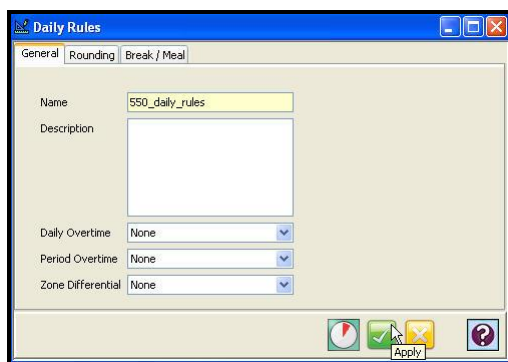 Daily Rules
General Rounding Break / Meal
Name 550_daily_rules
Description
Daily Overtime None
Period Overtime None
Zone Differential None
?
Apply